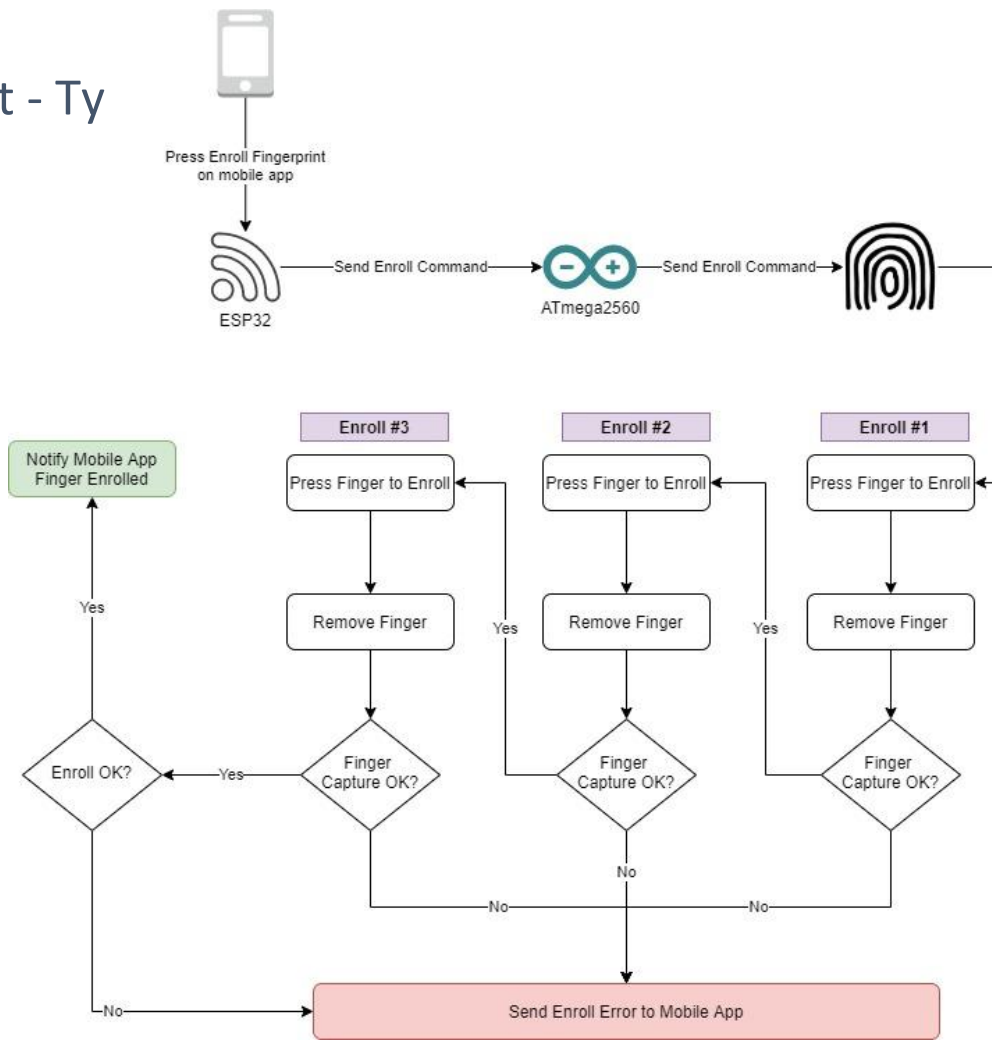 t - Ty
Press Enroll Fingerprint
on mobile app
Send Enroll Command
Send Enroll Command
ESP32
ATmega2560
Enroll #3
Enroll #2
Enroll #1
Notify Mobile App
Finger Enrolled
Press Finger to Enroll
Press Finger to Enroll
Press Finger to Enroll
Yes
Remove Finger
Yes
Remove Finger
Yes
Remove Finger
Enroll OK?
Yes
Finger
Capture OK?
Finger
Capture OK?
Finger
Capture OK?
No
No
No
No
Send Enroll Error to Mobile App